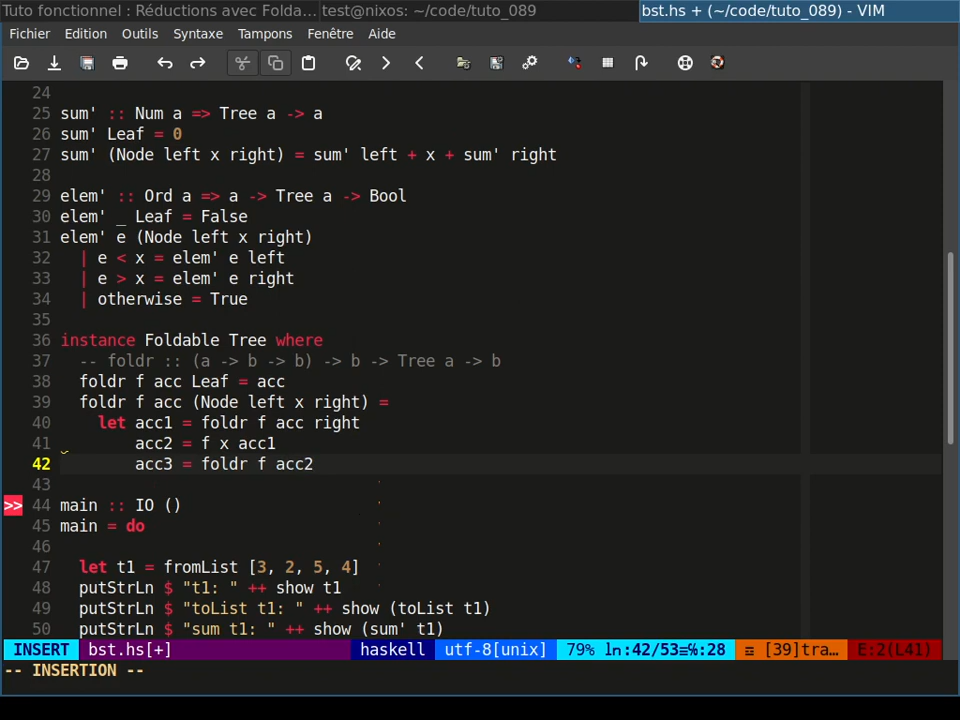 Tuto fonctionnel : Réductions avec Folda... test@nixos: ~/code/tuto_089 bst.hs + (~/code/tuto_089) - VIM
Fichier Edition Outils Syntaxe Tampons Fenêtre Aide
24
25 sum' :: Num a => Tree a -> a
26 sum' Leaf = 0
27 sum' (Node left x right) = sum' left + x + sum' right
28
29 elem' :: Ord a => a -> Tree a -> Bool
30 elem' _ Leaf = False
31 elem' e (Node left x right)
32   | e < x = elem' e left
33   | e > x = elem' e right
34   | otherwise = True
35
36 instance Foldable Tree where
37   -- foldr :: (a -> b -> b) -> b -> Tree a -> b
38   foldr f acc Leaf = acc
39   foldr f acc (Node left x right) =
40     let acc1 = foldr f acc right
41         acc2 = f x acc1
42         acc3 = foldr f acc2
43
>> 44 main :: IO ()
45 main = do
46
47   let t1 = fromList [3, 2, 5, 4]
48   putStrLn $ "t1: " ++ show t1
49   putStrLn $ "toList t1: " ++ show (toList t1)
50   putStrLn $ "sum t1: " ++ show (sum' t1)
INSERT bst.hs[+] haskell utf-8[unix] 79% ln:42/53≡℅:28 ☲ [39]tra… E:2(L41)
-- INSERTION --